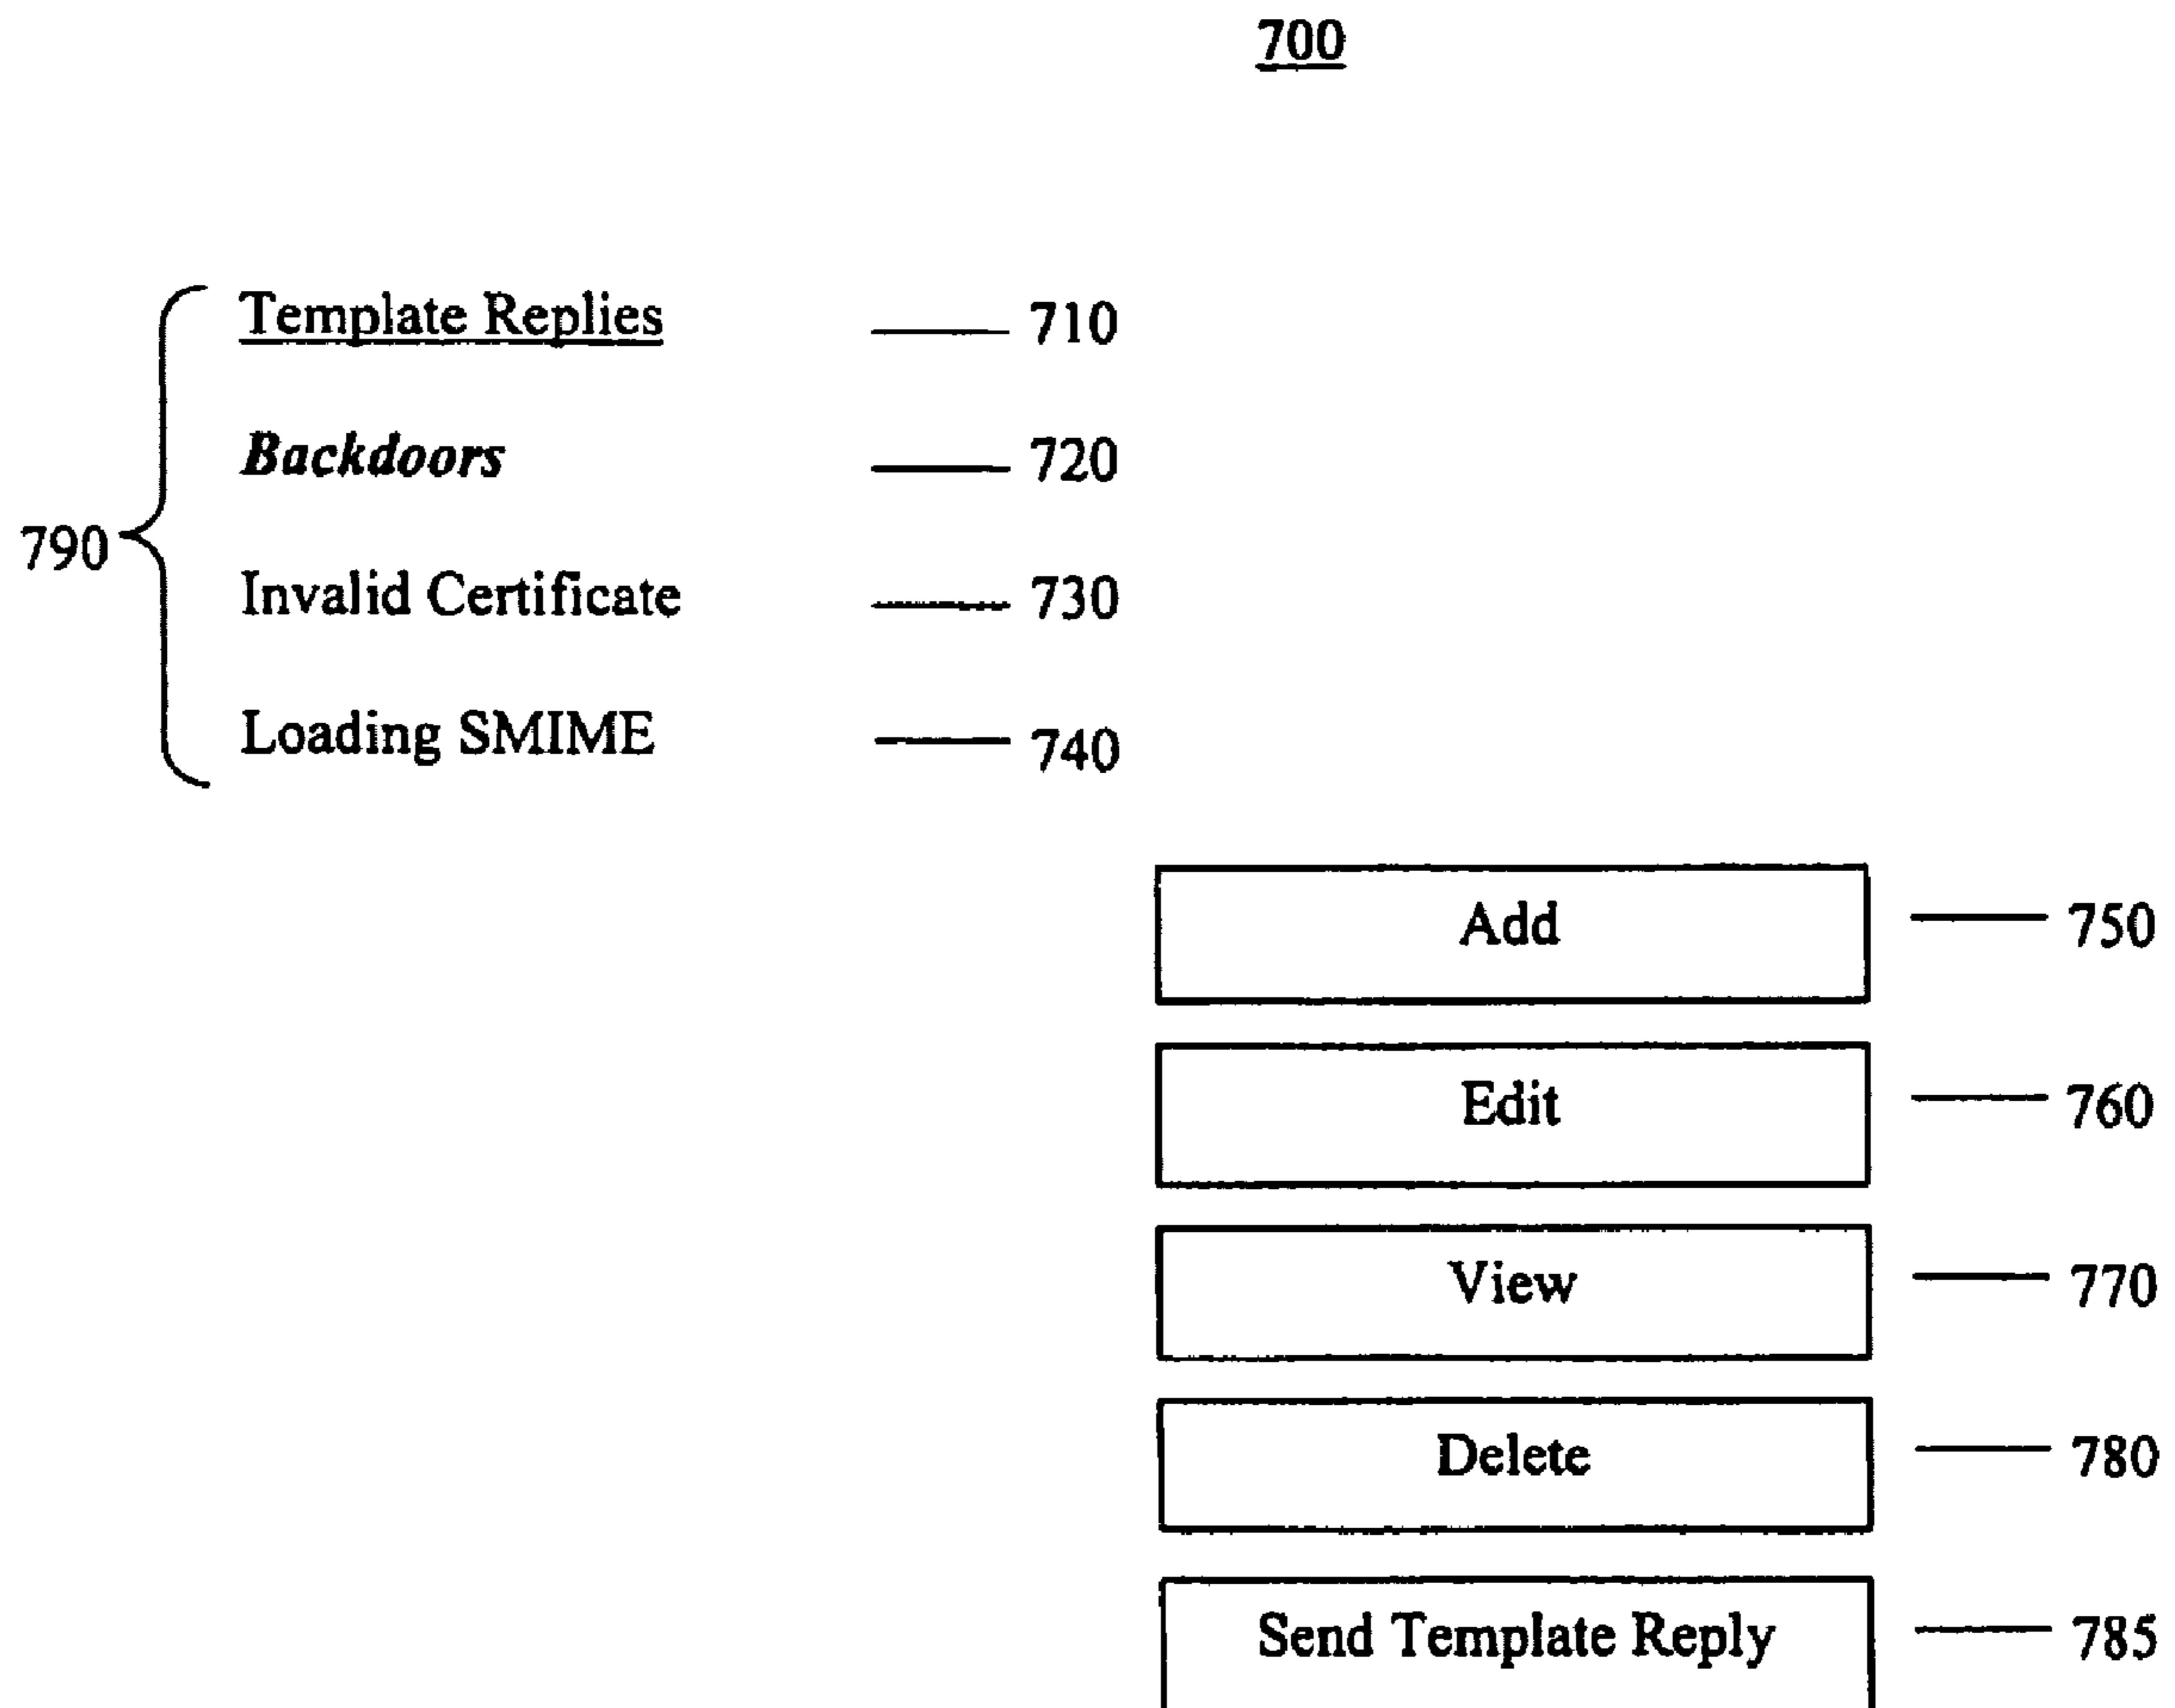 700
Template Replies 710
Backdoors 720
790
Invalid Certificate 730
Loading SMIME 740
Add 750
Edit 760
View 770
Delete 780
Send Template Reply 785